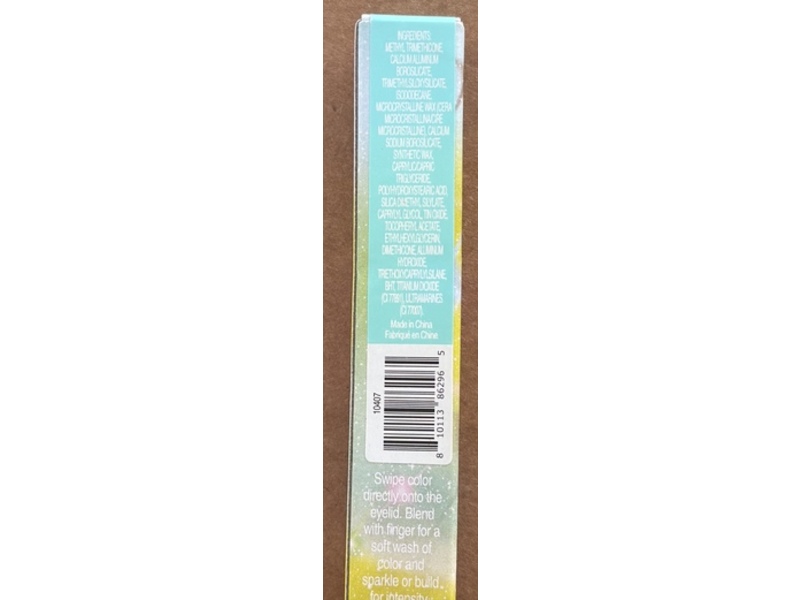 INGREDIENTS:
METHYL TRIMETHICONE,
CALCIUM ALUMINUM
BOROSILICATE,
TRIMETHYLSILOXYSILICATE,
ISODODECANE,
MICROCRYSTALLINE WAX (CERA
MICROCRISTALLINA/CIRE
MICROCRISTALLINE), CALCIUM
SODIUM BOROSILICATE,
SYNTHETIC WAX,
CAPRYLIC/CAPRIC
TRIGLYCERIDE,
POLYHYDROXYSTEARIC ACID,
SILICA DIMETHYL SILYLATE,
CAPRYLYL GLYCOL, TIN OXIDE,
TOCOPHERYL ACETATE,
ETHYLHEXYLGLYCERIN,
DIMETHICONE, ALUMINUM
HYDROXIDE,
TRIETHOXYCAPRYLYLSILANE,
BHT, TITANIUM DIOXIDE
(CI 77891), ULTRAMARINES
(CI 77007).
Made in China
Fabriqué en Chine
10407
8 10113 86296 5
Swipe color
directly onto the
eyelid. Blend
with finger for a
soft wash of
color and
sparkle or build
for intensity.